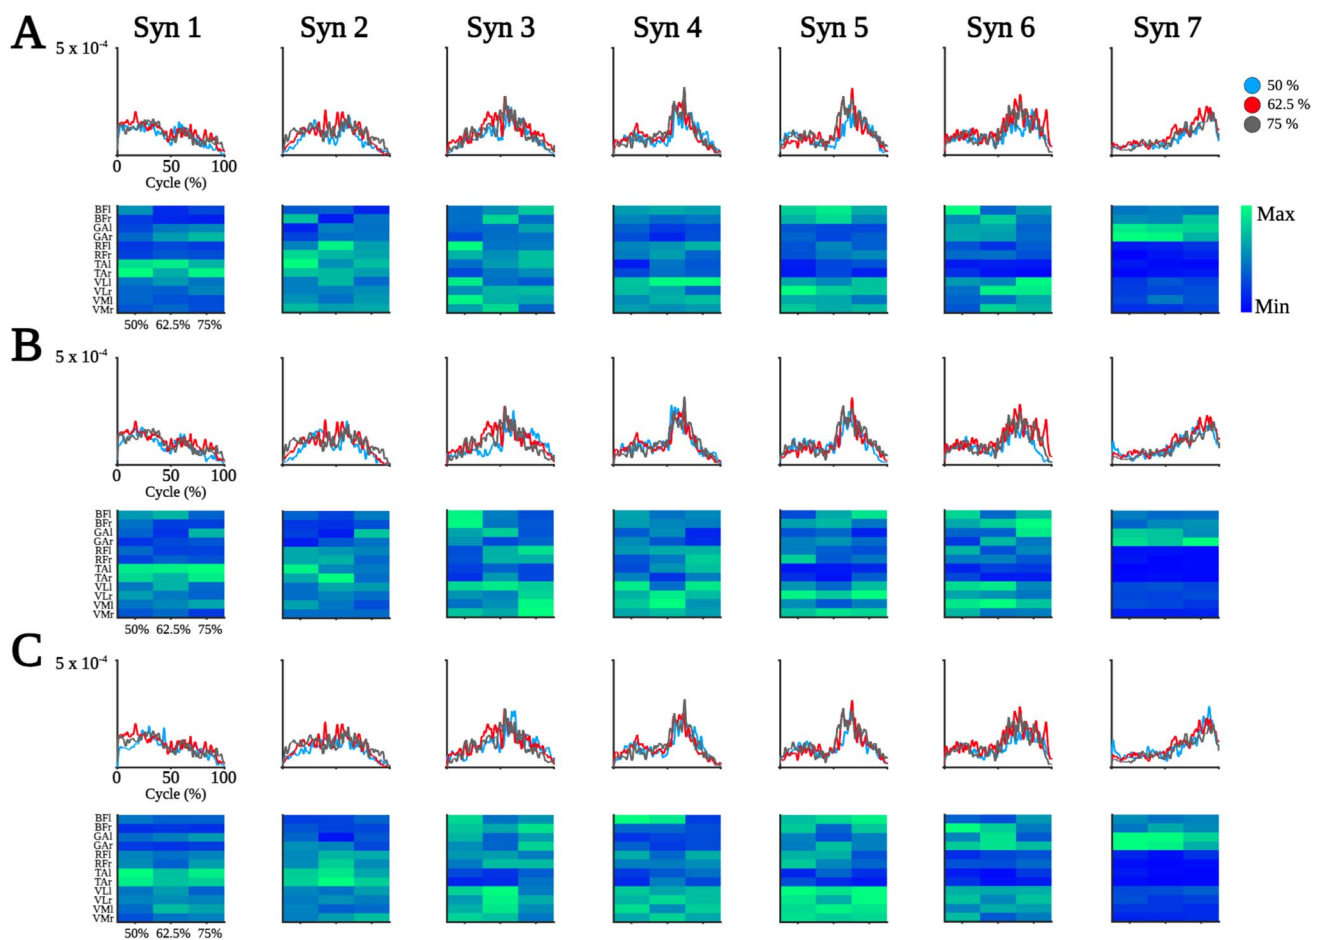 A
Syn 1 Syn 2 Syn 3 Syn 4 Syn 5 Syn 6 Syn 7
5 x 10-4
50 %
62.5 %
75 %
0 50 100
Cycle (%)
BFl
BFr
GAl
GAr
RFl
RFr
TAl
TAr
VLl
VLr
VMl
VMr
50% 62.5% 75%
Max
Min
B
5 x 10-4
0 50 100
Cycle (%)
BFl
BFr
GAl
GAr
RFl
RFr
TAl
TAr
VLl
VLr
VMl
VMr
50% 62.5% 75%
C
5 x 10-4
0 50 100
Cycle (%)
BFl
BFr
GAl
GAr
RFl
RFr
TAl
TAr
VLl
VLr
VMl
VMr
50% 62.5% 75%